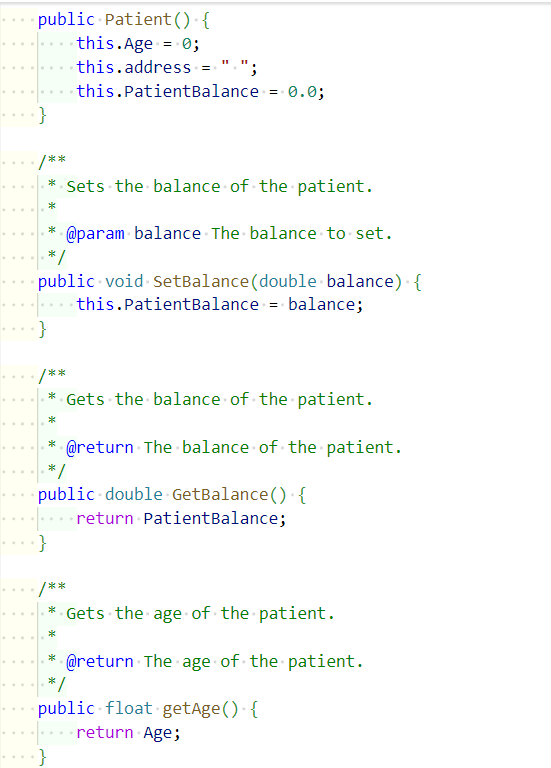 public Patient() {
this.Age = 0;
this.address = " ";
this.PatientBalance = 0.0;
}
/**
* Sets the balance of the patient.
*
* @param balance The balance to set.
*/
public void SetBalance(double balance) {
this.PatientBalance = balance;
}
/**
* Gets the balance of the patient.
*
* @return The balance of the patient.
*/
public double GetBalance() {
return PatientBalance;
}
/**
* Gets the age of the patient.
*
* @return The age of the patient.
*/
public float getAge() {
return Age;
}